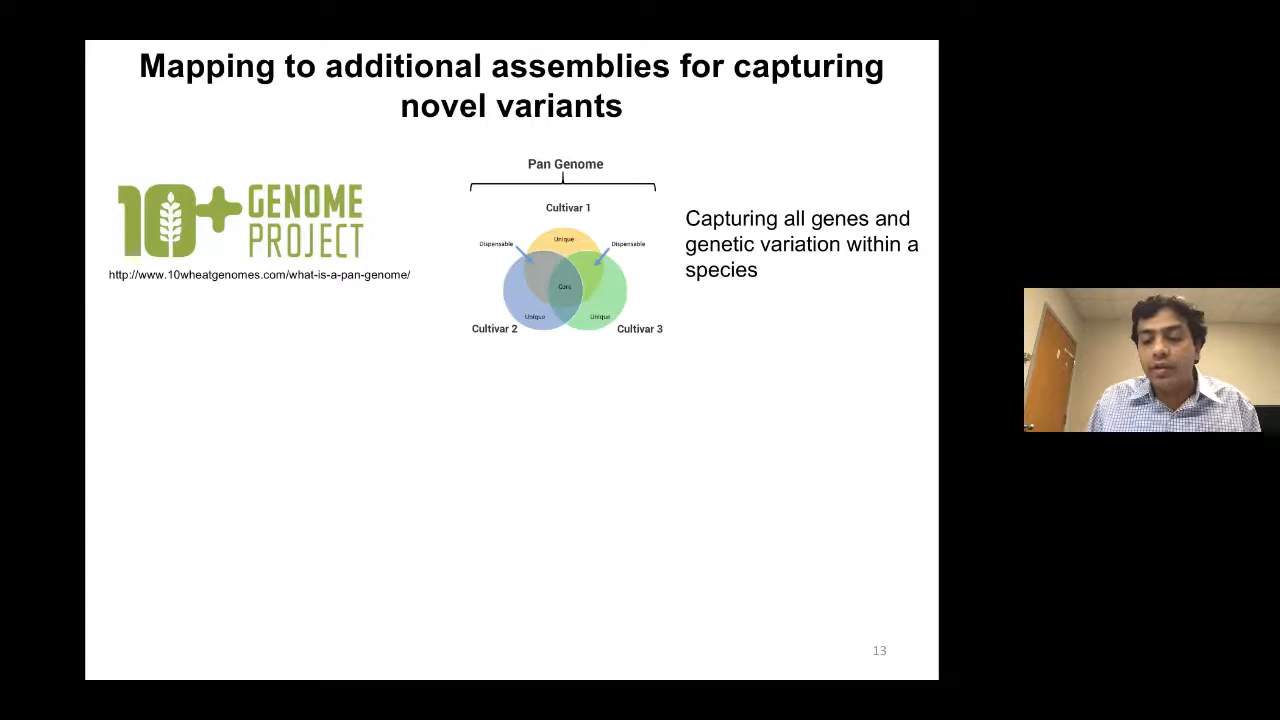 Mapping to additional assemblies for capturing
novel variants
10+ GENOME
PROJECT
http://www.10wheatgenomes.com/what-is-a-pan-genome/
Pan Genome
Cultivar 1
Dispensable
Unique
Dispensable
Core
Unique
Unique
Cultivar 2
Cultivar 3
Capturing all genes and
genetic variation within a
species
13